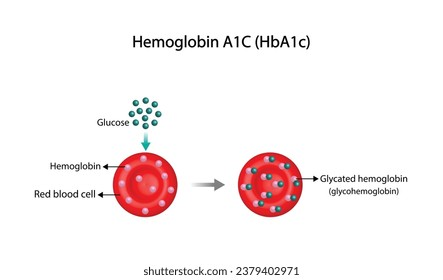 Hemoglobin A1C (HbA1c)
Glucose
Hemoglobin
Red blood cell
Glycated hemoglobin
(glycohemoglobin)
shutterstock.com · 2379402971